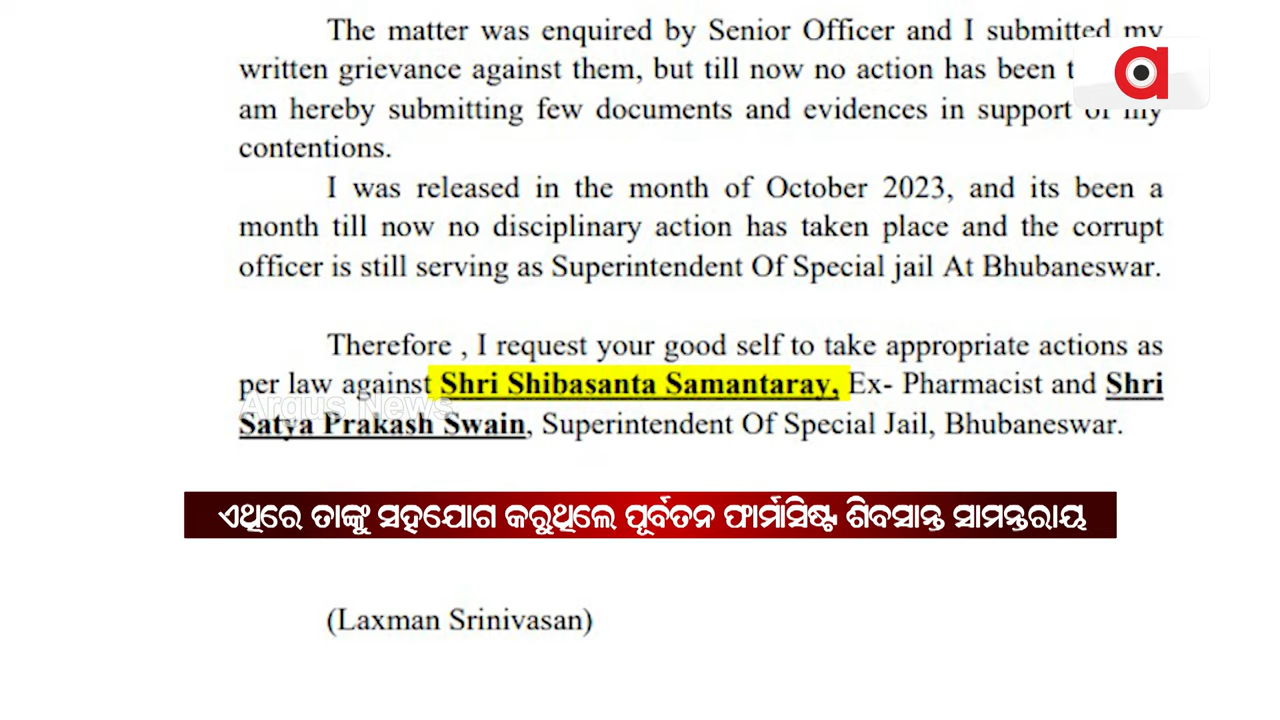 The matter was enquired by Senior Officer and I submitted my
written grievance against them, but till now no action has been
am hereby submitting few documents and evidences in support of my
contentions.
I was released in the month of October 2023, and its been a
month till now no disciplinary action has taken place and the corrupt
officer is still serving as Superintendent Of Special jail At Bhubaneswar.
Therefore , I request your good self to take appropriate actions as
per law against Shri Shibasanta Samantaray, Ex- Pharmacist and Shri
Argus News
Satya Prakash Swain, Superintendent Of Special Jail, Bhubaneswar.
ଏଥିରେ ତାଙ୍କୁ ସହଯୋଗ କରୁଥିଲେ ପୂର୍ବତନ ଫାର୍ମାସିଷ୍ଟ ଶିବସାନ୍ତ ସାମନ୍ତରାୟ
(Laxman Srinivasan)